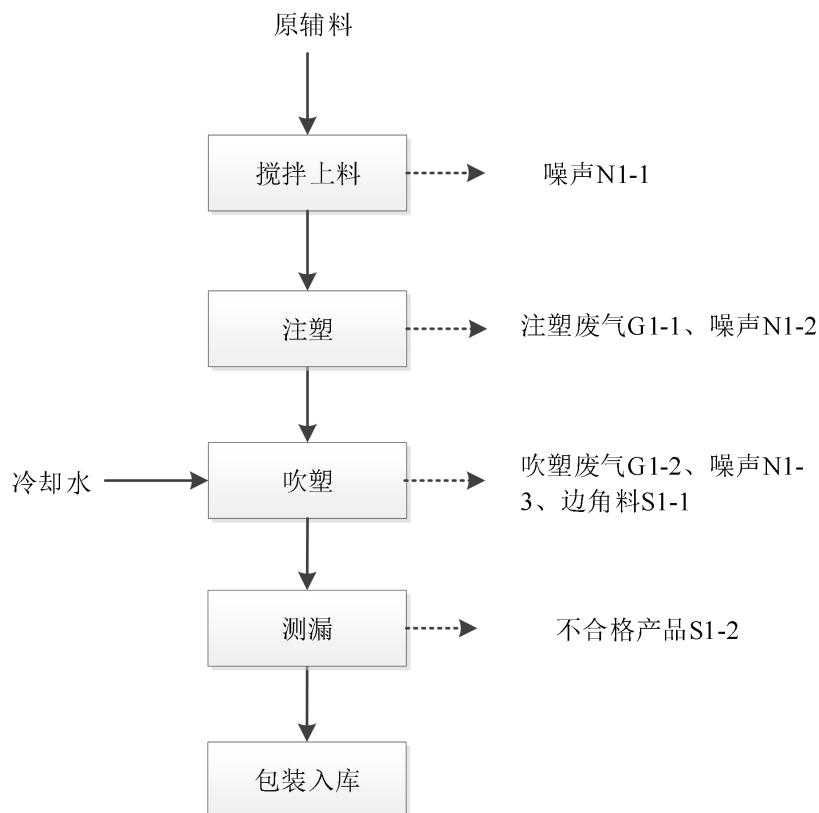 原辅料
搅拌上料
噪声N1-1
注塑
注塑废气G1-1、噪声N1-2
冷却水
吹塑
吹塑废气G1-2、噪声N1-
3、边角料S1-1
测漏
不合格产品S1-2
包装入库